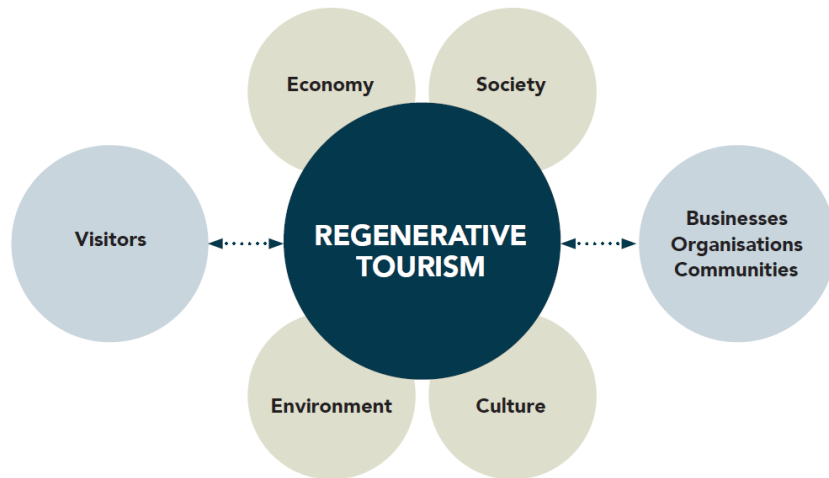 Economy
Society
Visitors
REGENERATIVE
TOURISM
Businesses
Organisations
Communities
Environment
Culture